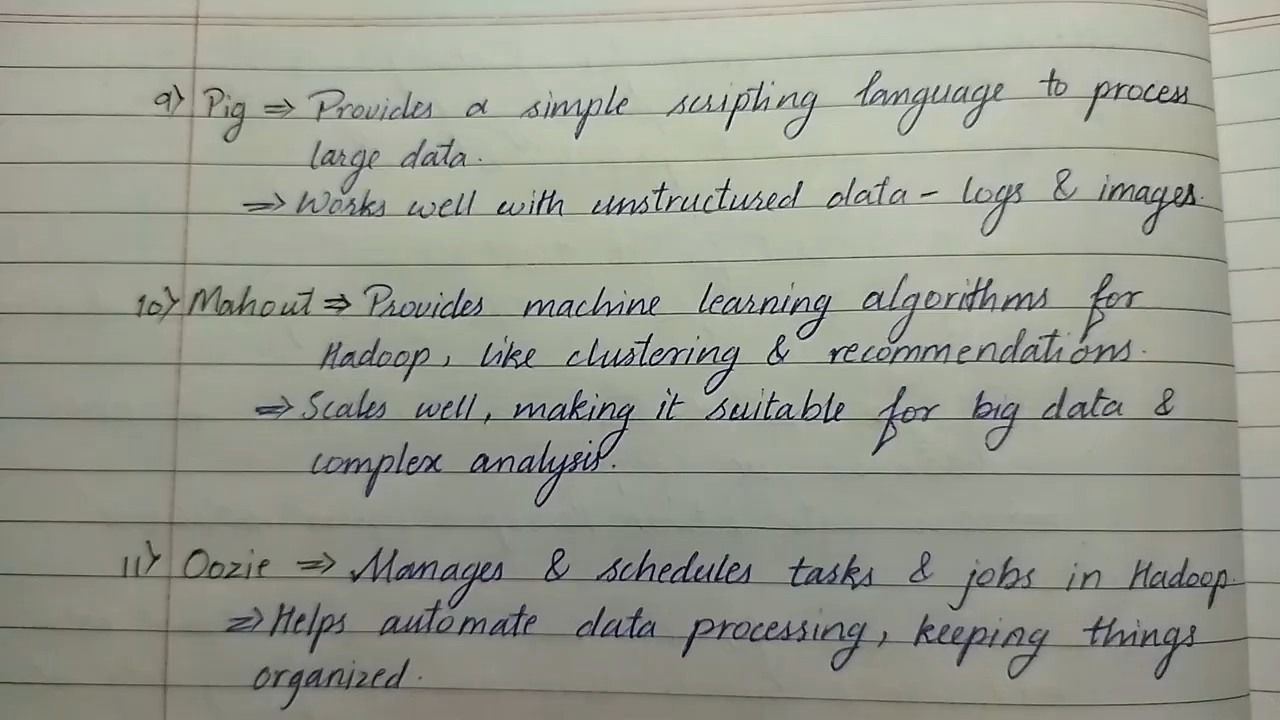 9) Pig ⇒ Provides a simple scripting language to process
large data.
⇒ Works well with unstructured data - logs & images.
10) Mahout ⇒ Provides machine learning algorithms for
Hadoop, like clustering & recommendations.
⇒ Scales well, making it suitable for big data &
complex analysis.
11) Oozie ⇒ Manages & schedules tasks & jobs in Hadoop.
⇒ Helps automate data processing, keeping things
organized.